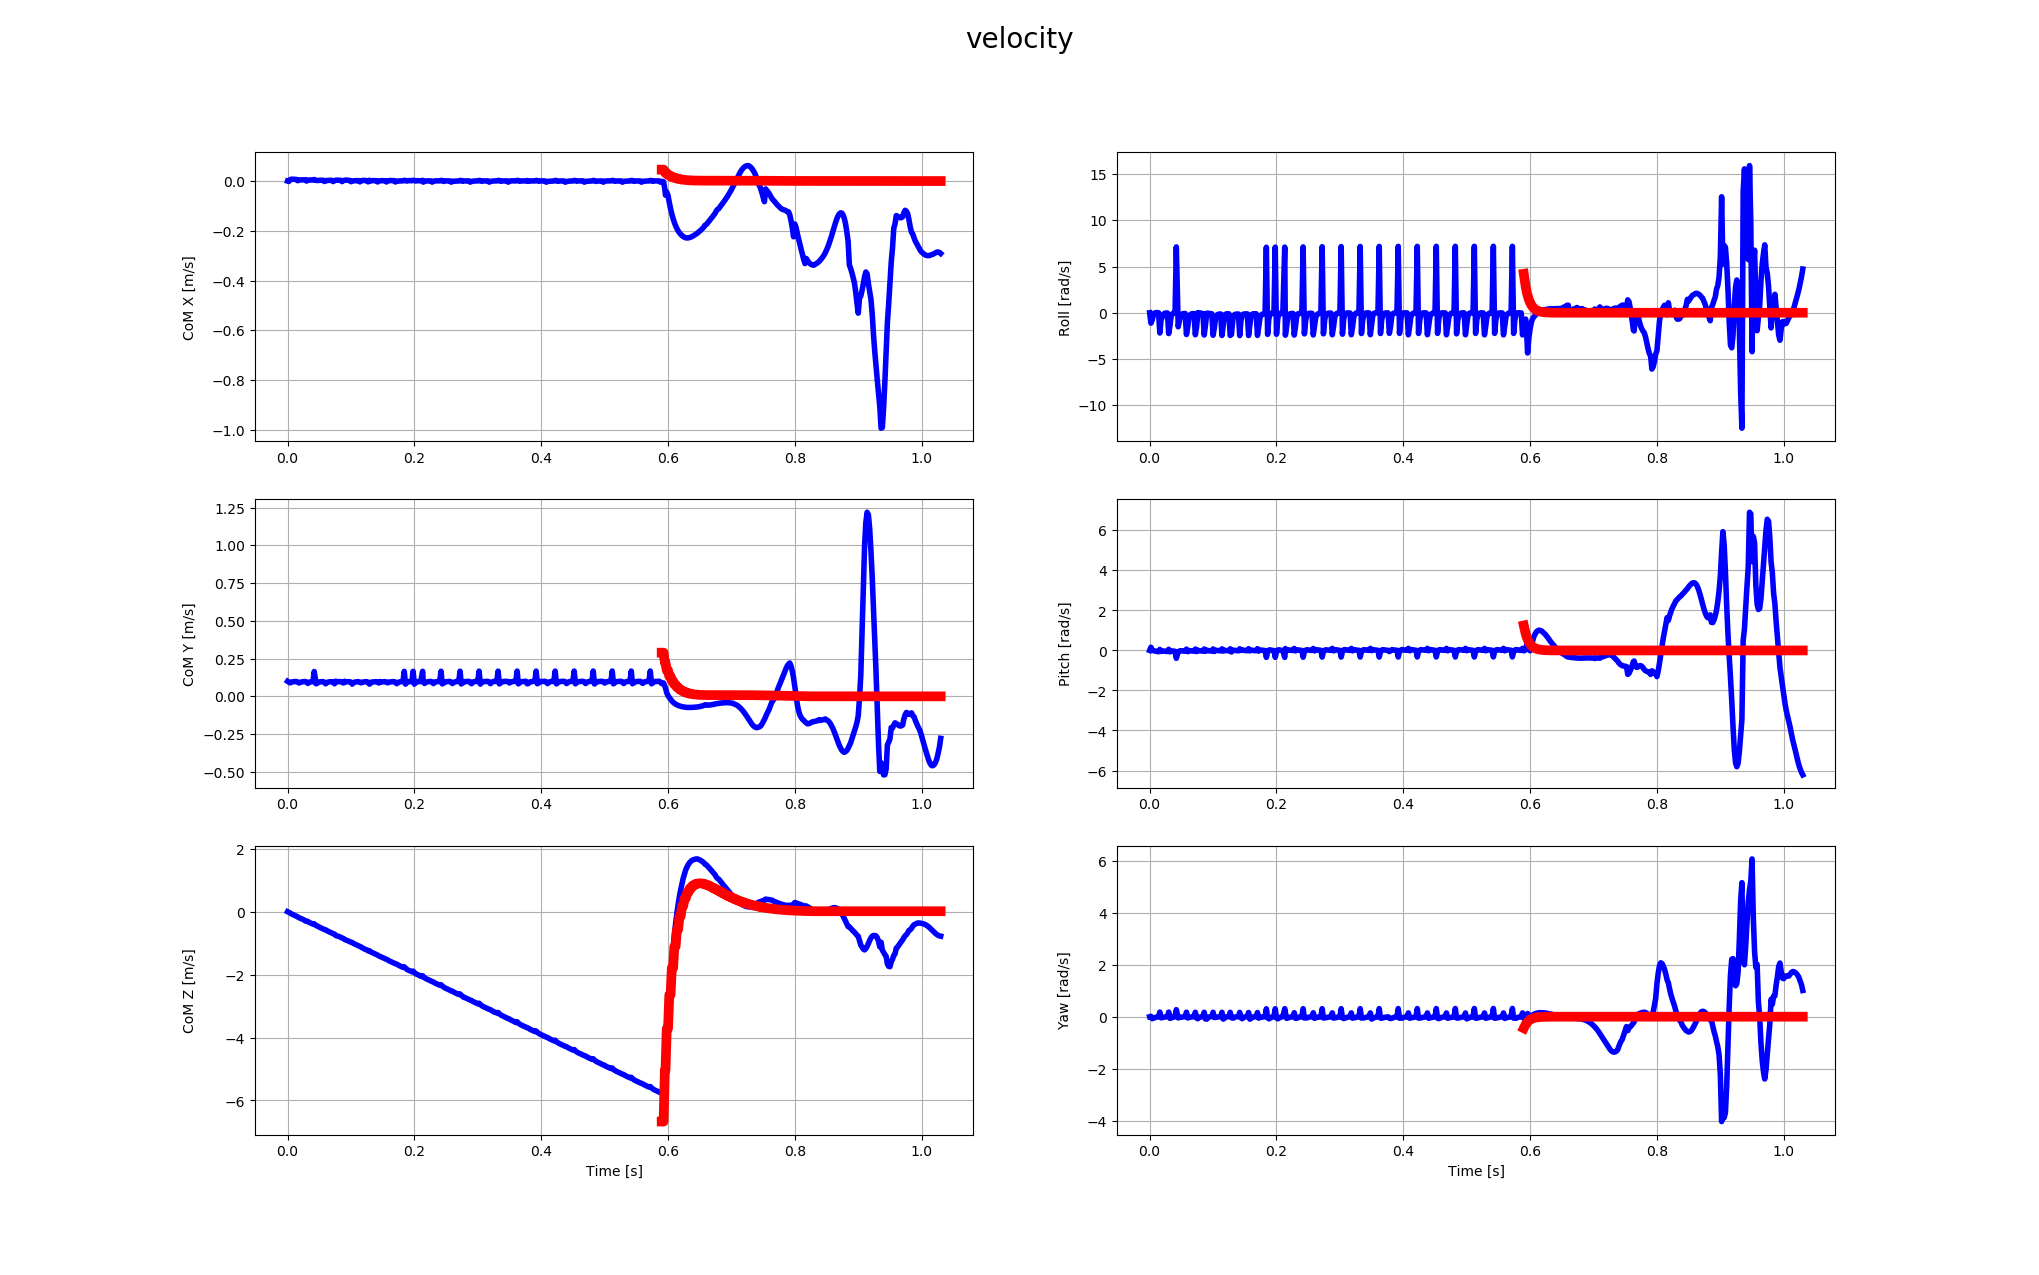 velocity
CoM X [m/s]
0.0
−0.2
−0.4
−0.6
−0.8
−1.0
0.0 0.2 0.4 0.6 0.8 1.0
Roll [rad/s]
15
10
5
0
−5
−10
0.0 0.2 0.4 0.6 0.8 1.0
CoM Y [m/s]
1.25
1.00
0.75
0.50
0.25
0.00
−0.25
−0.50
0.0 0.2 0.4 0.6 0.8 1.0
Pitch [rad/s]
6
4
2
0
−2
−4
−6
0.0 0.2 0.4 0.6 0.8 1.0
CoM Z [m/s]
2
0
−2
−4
−6
0.0 0.2 0.4 0.6 0.8 1.0
Time [s]
Yaw [rad/s]
6
4
2
0
−2
−4
0.0 0.2 0.4 0.6 0.8 1.0
Time [s]